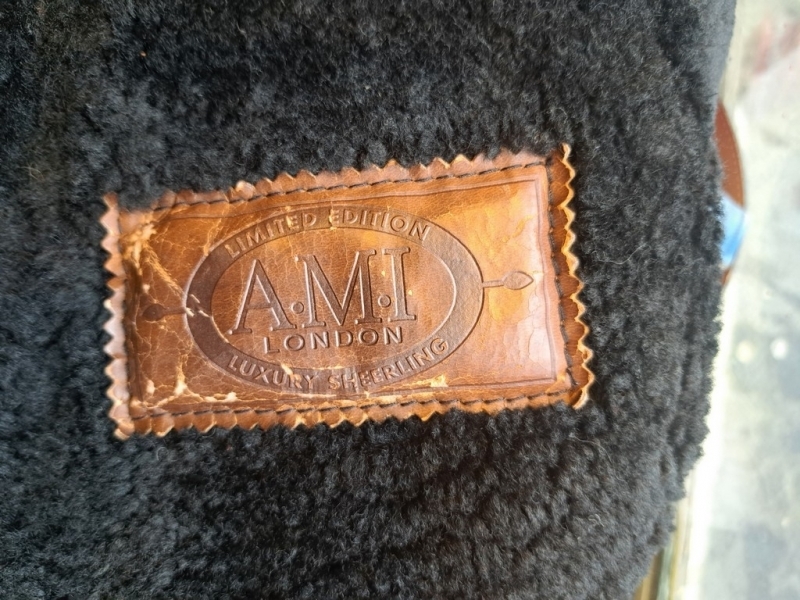 LIMITED EDITION
A·M·I
LONDON
LUXURY SHEERLING